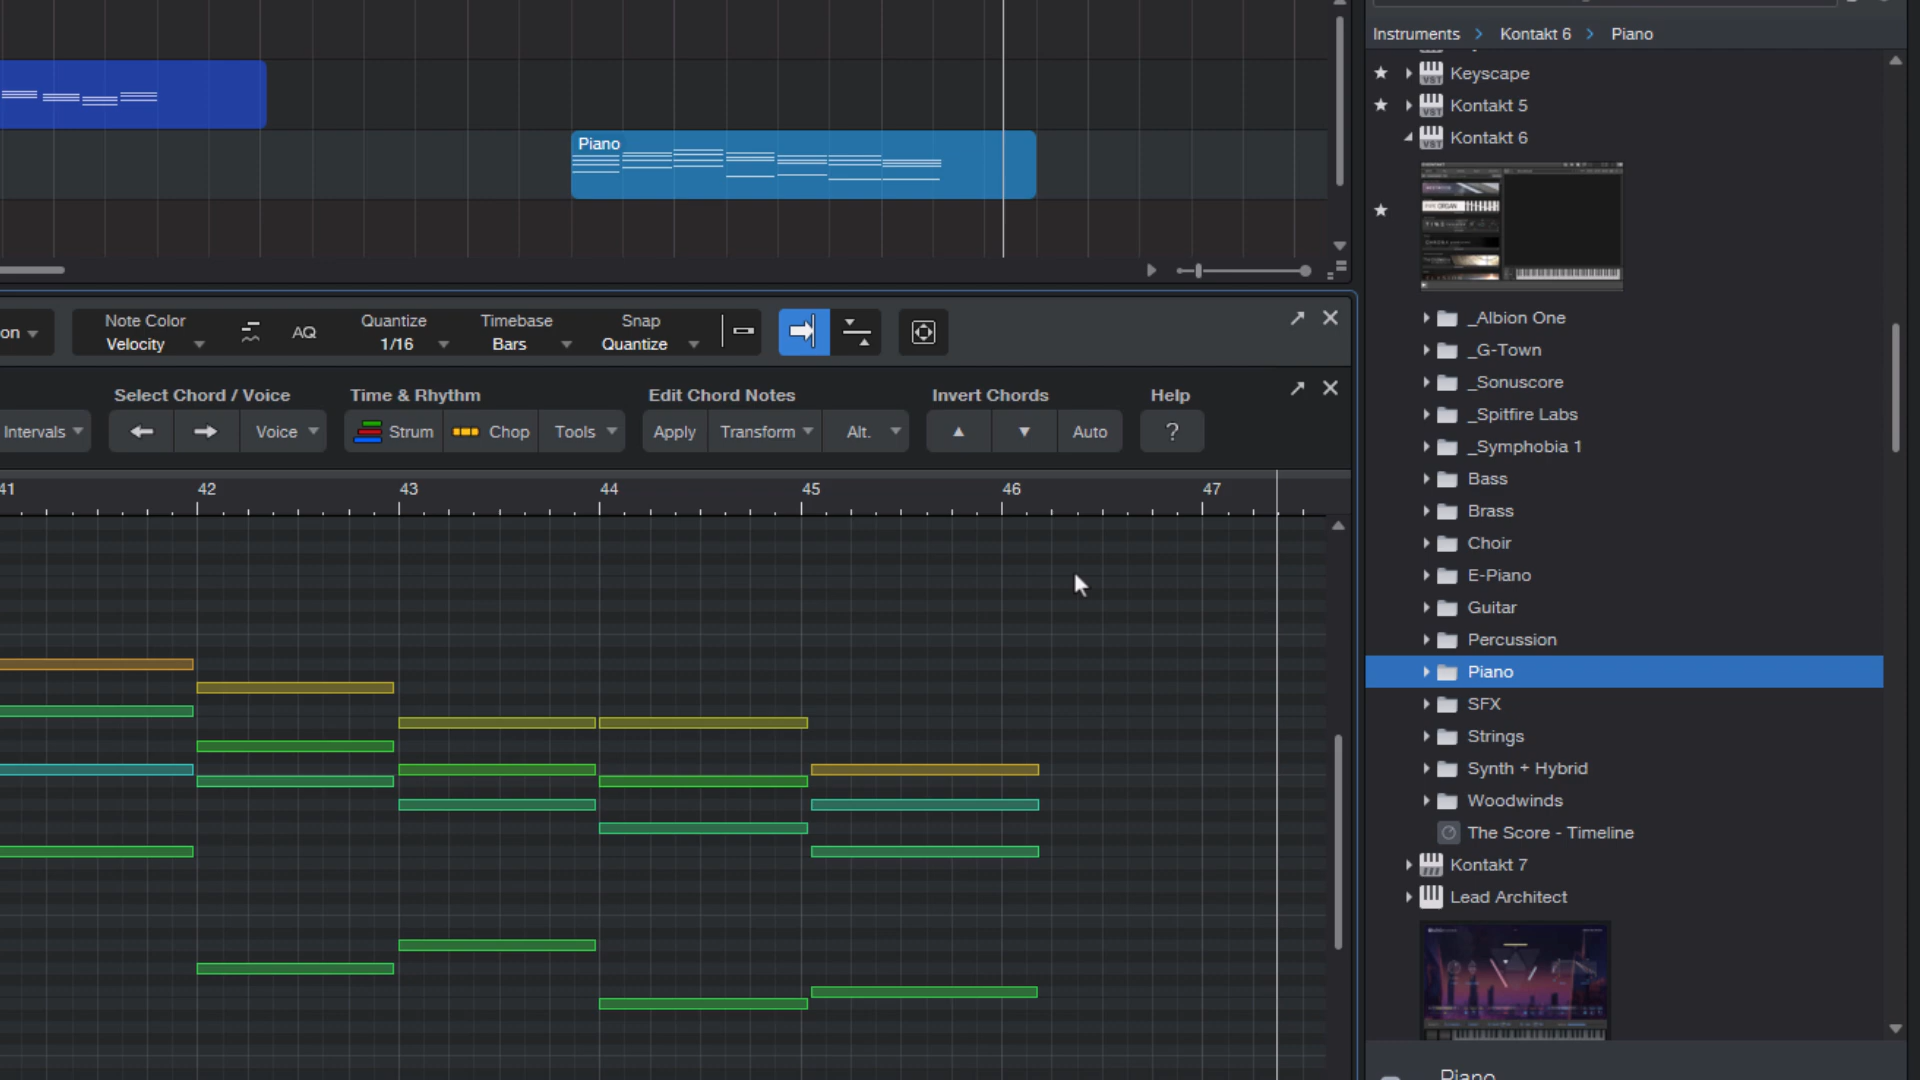 Instruments > Kontakt 6 > Piano
Keyscape
Kontakt 5
Kontakt 6
Piano
_Albion One
_G-Town
_Sonuscore
_Spitfire Labs
_Symphobia 1
Bass
Brass
Choir
E-Piano
Guitar
Percussion
Piano
SFX
Strings
Synth + Hybrid
Woodwinds
The Score - Timeline
Kontakt 7
Lead Architect
Piano
on
Note Color
Velocity
AQ
Quantize
1/16
Timebase
Bars
Snap
Quantize
Intervals
Select Chord / Voice
Voice
Time & Rhythm
Strum
Chop
Tools
Edit Chord Notes
Apply
Transform
Alt.
Invert Chords
Auto
Help
?
41 42 43 44 45 46 47